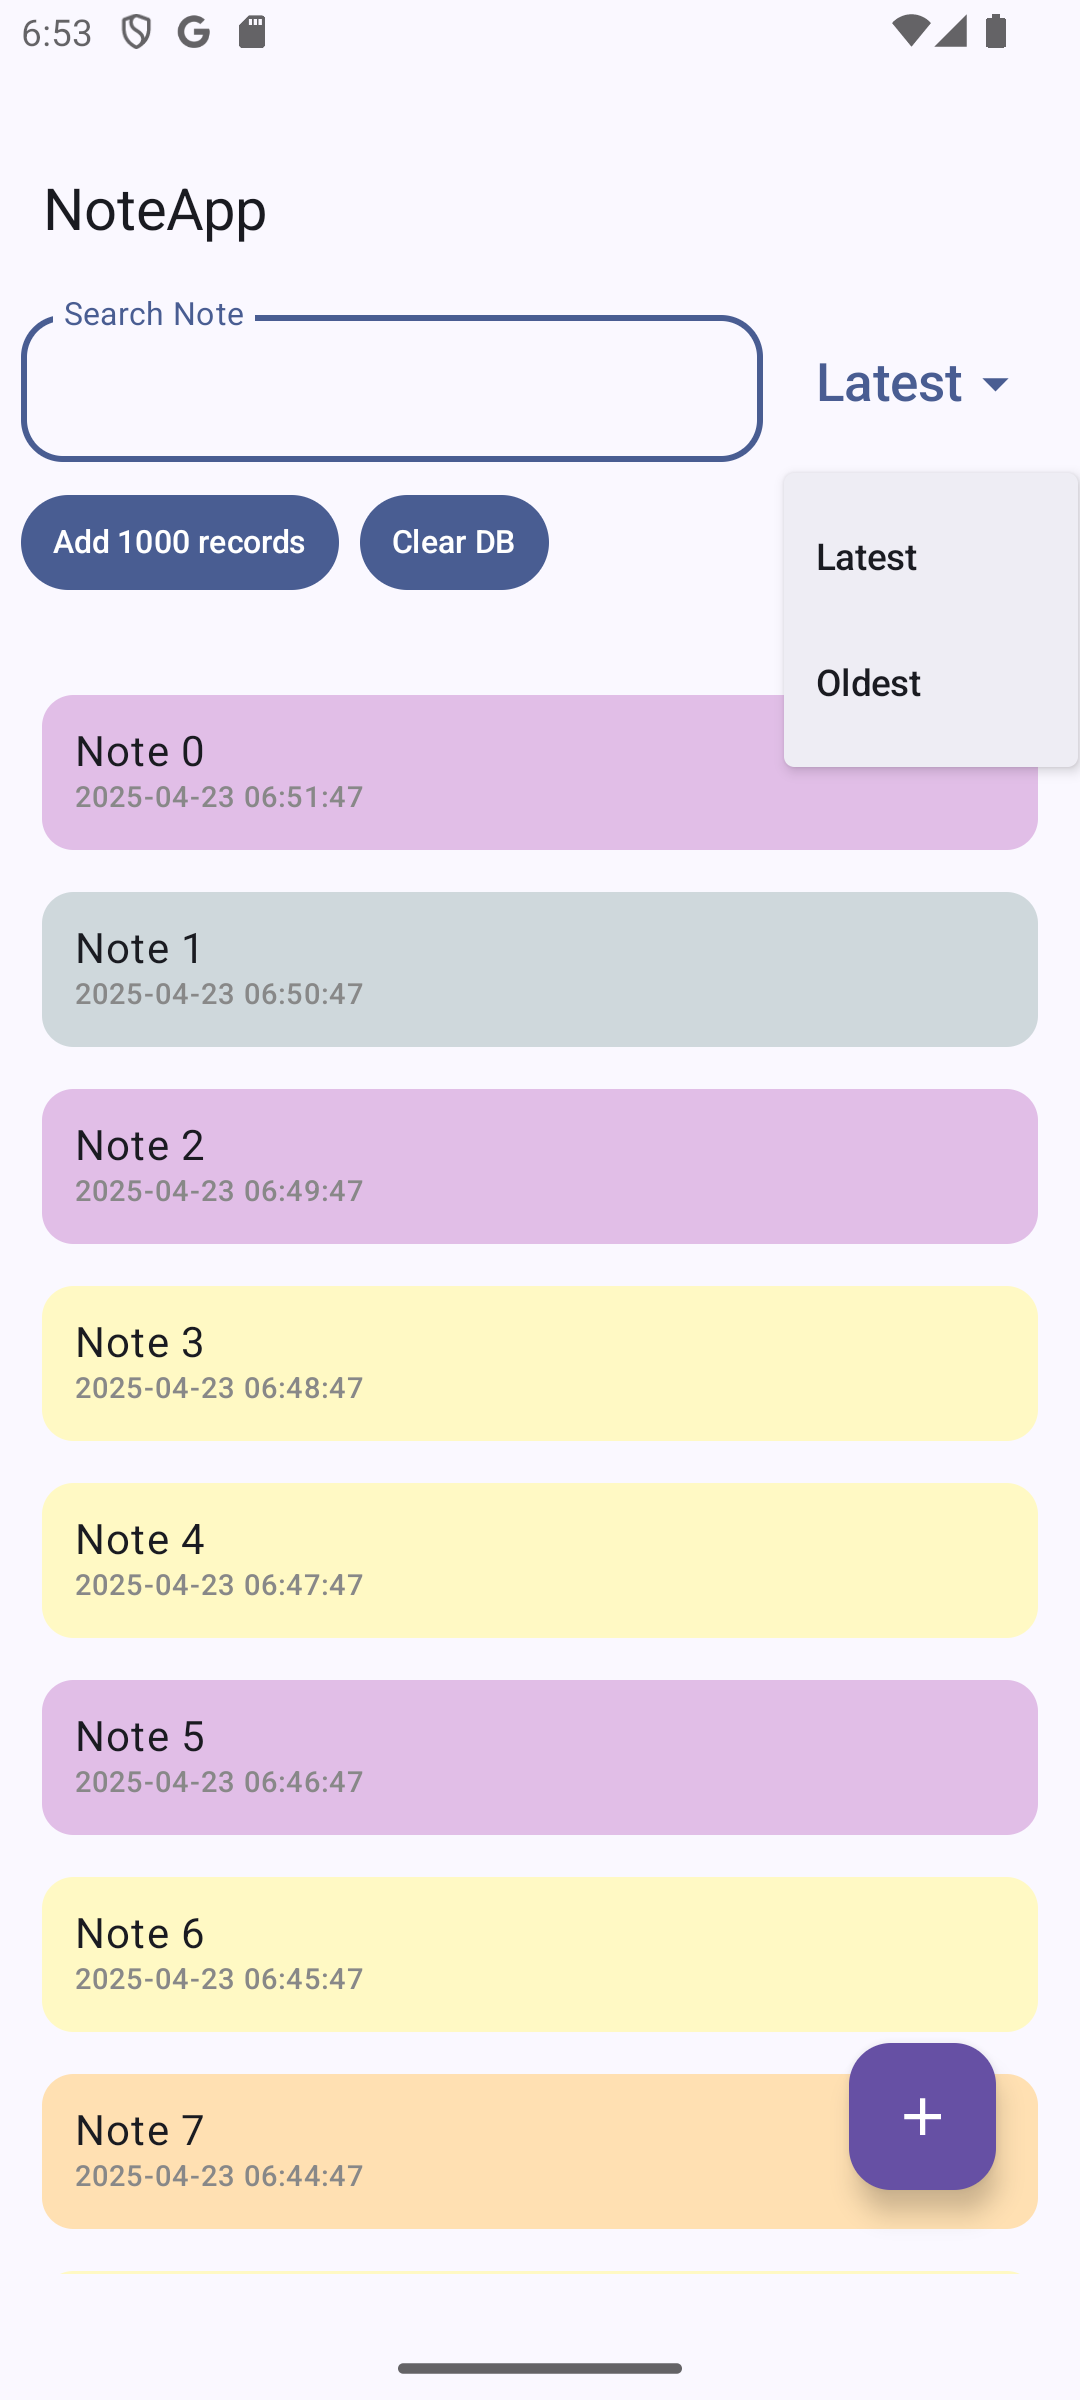 6:53
NoteApp
Search Note
Latest
Add 1000 records
Clear DB
Latest
Oldest
Note 0
2025-04-23 06:51:47
Note 1
2025-04-23 06:50:47
Note 2
2025-04-23 06:49:47
Note 3
2025-04-23 06:48:47
Note 4
2025-04-23 06:47:47
Note 5
2025-04-23 06:46:47
Note 6
2025-04-23 06:45:47
Note 7
2025-04-23 06:44:47